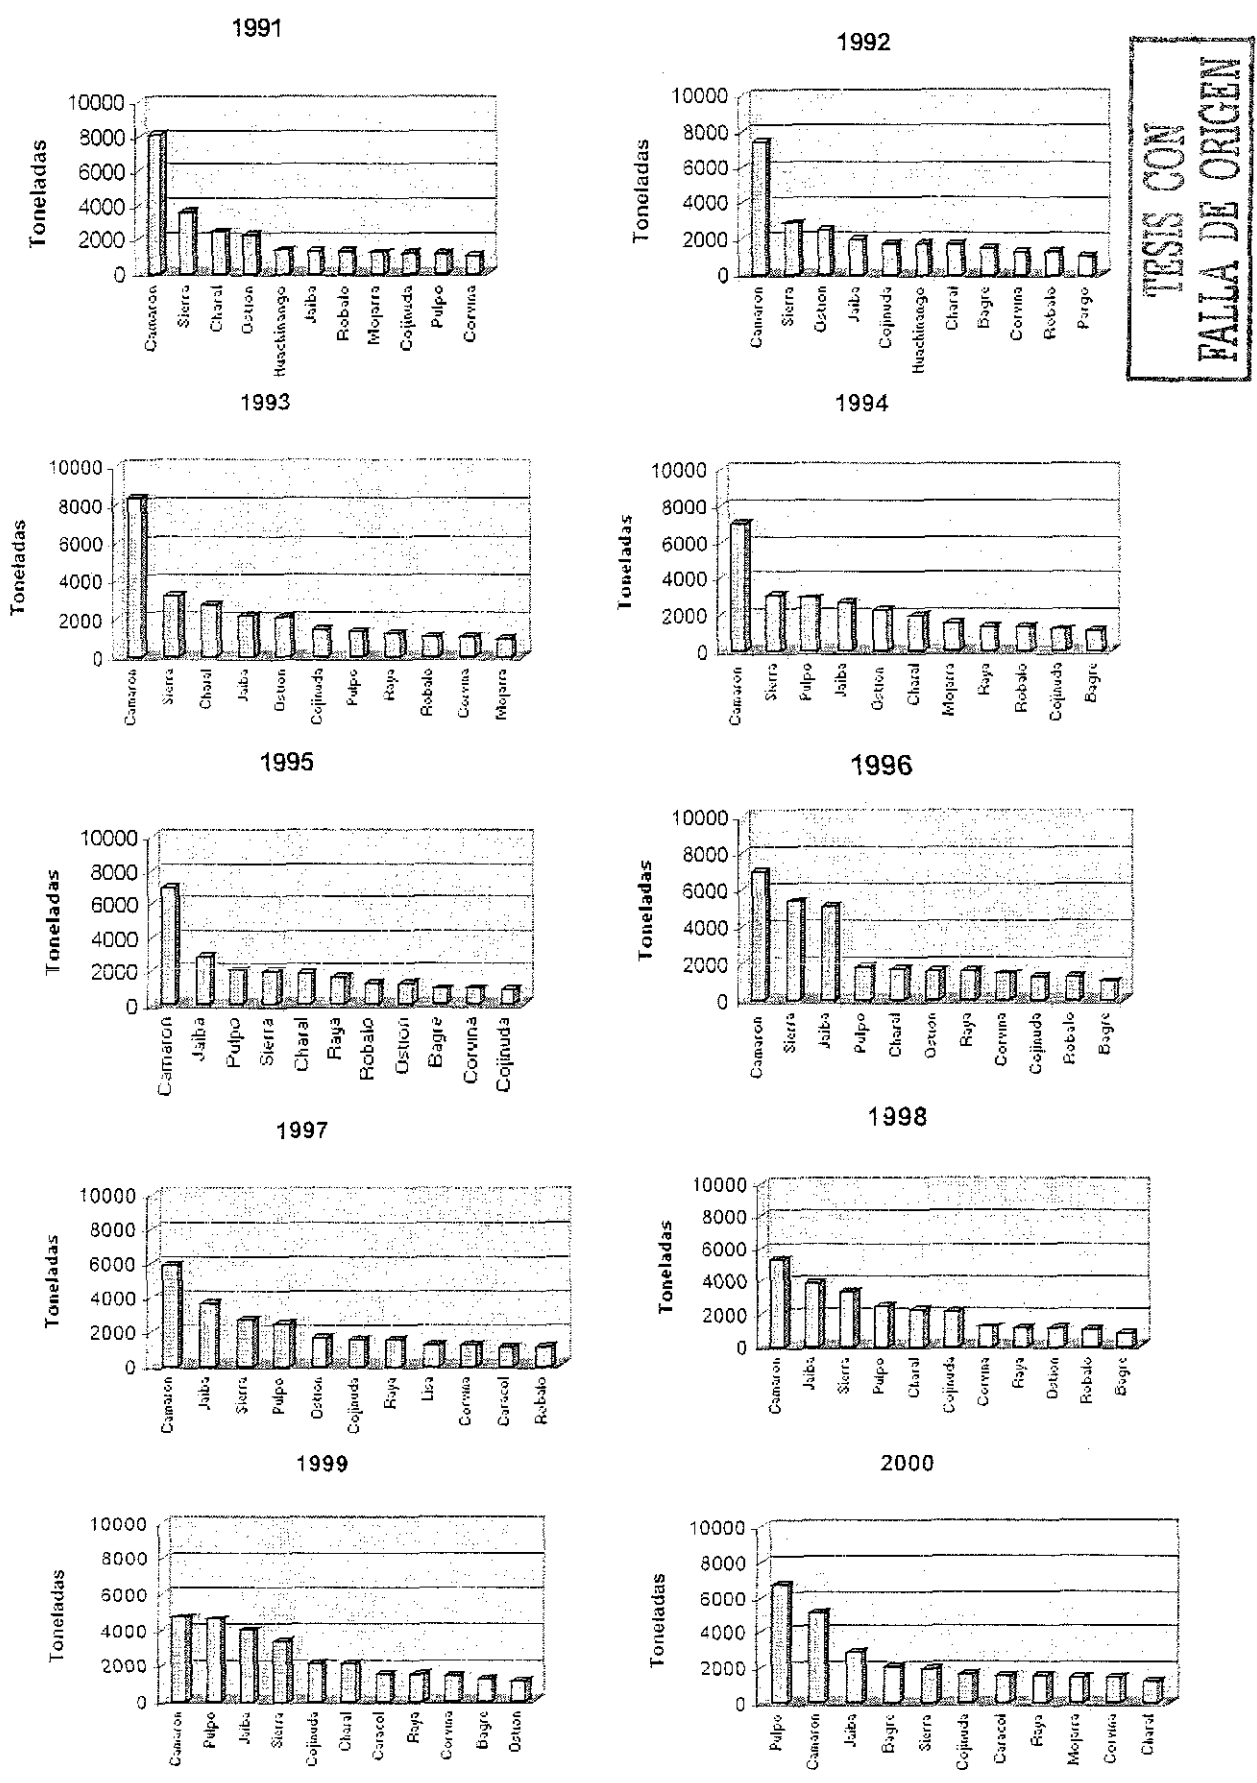 1991
Toneladas
10000
8000
6000
4000
2000
0
Camaron
Sierra
Charal
Ostion
Huachinango
Jaiba
Robalo
Mojarra
Cojinuda
Pulpo
Corvina
1992
Toneladas
10000
8000
6000
4000
2000
0
Camaron
Sierra
Ostion
Jaiba
Cojinuda
Huachinango
Charal
Bagre
Corvina
Robalo
Pargo
TESIS CON
FALLA DE ORIGEN
1993
Toneladas
10000
8000
6000
4000
2000
0
Camaron
Sierra
Charal
Jaiba
Ostion
Cojinuda
Pulpo
Raya
Robalo
Corvina
Mojarra
1994
Toneladas
10000
8000
6000
4000
2000
0
Camaron
Sierra
Pulpo
Jaiba
Ostion
Charal
Mojarra
Raya
Robalo
Cojinuda
Bagre
1995
Toneladas
10000
8000
6000
4000
2000
0
Camaron
Jaiba
Pulpo
Sierra
Charal
Raya
Robalo
Ostion
Bagre
Corvina
Cojinuda
1996
Toneladas
10000
8000
6000
4000
2000
0
Camaron
Sierra
Jaiba
Pulpo
Charal
Ostion
Raya
Corvina
Cojinuda
Robalo
Bagre
1997
Toneladas
10000
8000
6000
4000
2000
0
Camaron
Jaiba
Sierra
Pulpo
Ostion
Cojinuda
Raya
Lisa
Corvina
Caracol
Robalo
1998
Toneladas
10000
8000
6000
4000
2000
0
Camaron
Jaiba
Sierra
Pulpo
Charal
Cojinuda
Corvina
Raya
Ostion
Robalo
Bagre
1999
Toneladas
10000
8000
6000
4000
2000
0
Camaron
Pulpo
Jaiba
Sierra
Cojinuda
Charal
Caracol
Raya
Corvina
Bagre
Ostion
2000
Toneladas
10000
8000
6000
4000
2000
0
Pulpo
Camaron
Jaiba
Bagre
Sierra
Cojinuda
Caracol
Raya
Mojarra
Corvina
Charal